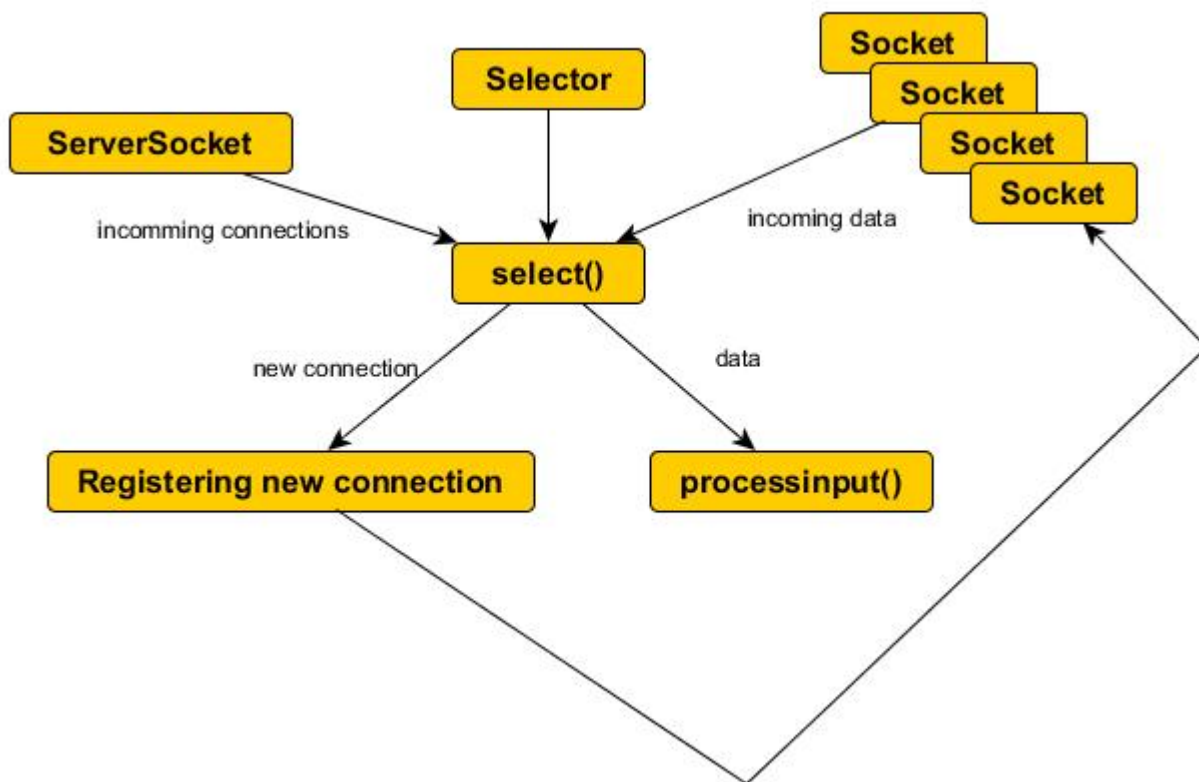 Socket
Selector
Socket
ServerSocket
Socket
Socket
incomming connections
incoming data
select()
new connection
data
Registering new connection
processinput()